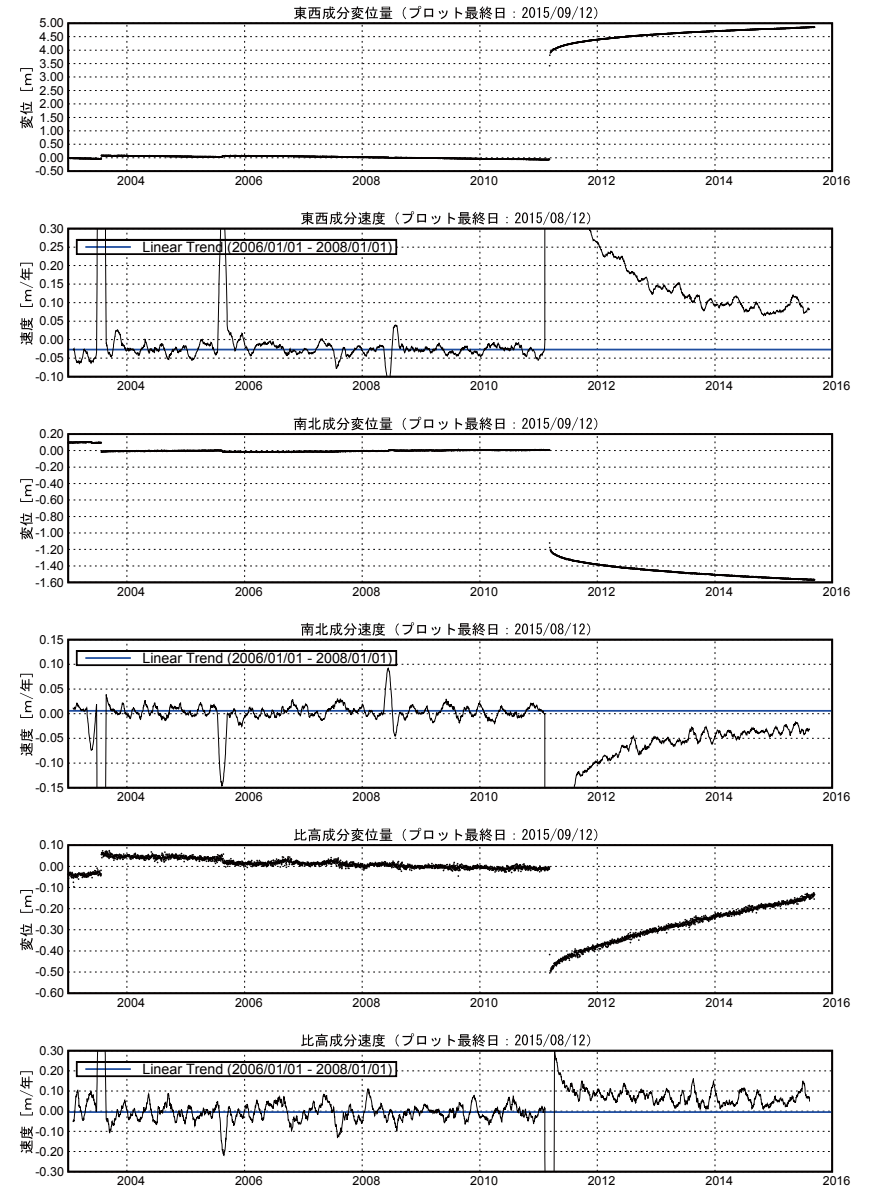 東西成分変位量（プロット最終日：2015/09/12）
変位　[m]
5.00
4.50
4.00
3.50
3.00
2.50
2.00
1.50
1.00
0.50
0.00
-0.50
2004 2006 2008 2010 2012 2014 2016
東西成分速度（プロット最終日：2015/08/12）
速度　[m/年]
0.30
0.25
0.20
0.15
0.10
0.05
0.00
-0.05
-0.10
Linear Trend (2006/01/01 - 2008/01/01)
2004 2006 2008 2010 2012 2014 2016
南北成分変位量（プロット最終日：2015/09/12）
変位　[m]
0.20
0.00
-0.20
-0.40
-0.60
-0.80
-1.00
-1.20
-1.40
-1.60
2004 2006 2008 2010 2012 2014 2016
南北成分速度（プロット最終日：2015/08/12）
速度　[m/年]
0.15
0.10
0.05
0.00
-0.05
-0.10
-0.15
Linear Trend (2006/01/01 - 2008/01/01)
2004 2006 2008 2010 2012 2014 2016
比高成分変位量（プロット最終日：2015/09/12）
変位　[m]
0.10
0.00
-0.10
-0.20
-0.30
-0.40
-0.50
-0.60
2004 2006 2008 2010 2012 2014 2016
比高成分速度（プロット最終日：2015/08/12）
速度　[m/年]
0.30
0.25
0.20
0.15
0.10
0.05
0.00
-0.05
-0.10
-0.15
-0.20
-0.25
-0.30
Linear Trend (2006/01/01 - 2008/01/01)
2004 2006 2008 2010 2012 2014 2016